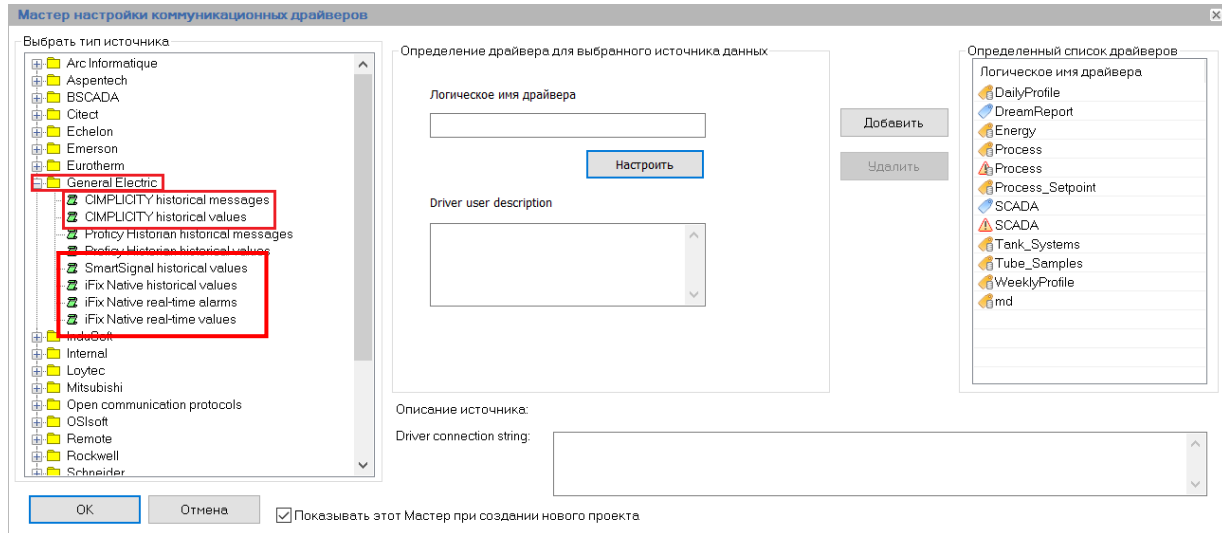 Мастер настройки коммуникационных драйверов
Выбрать тип источника
Arc Informatique
Aspentech
BSCADA
Citect
Echelon
Emerson
Eurotherm
General Electric
CIMPLICITY historical messages
CIMPLICITY historical values
Proficy Historian historical messages
Proficy Historian historical values
SmartSignal historical values
iFix Native historical values
iFix Native real-time alarms
iFix Native real-time values
InduSoft
Internal
Loytec
Mitsubishi
Open communication protocols
OSIsoft
Remote
Rockwell
Schneider
Определение драйвера для выбранного источника данных
Логическое имя драйвера
Настроить
Driver user description
Добавить
Удалить
Определенный список драйверов
Логическое имя драйвера
DailyProfile
DreamReport
Energy
Process
Process
Process_Setpoint
SCADA
SCADA
Tank_Systems
Tube_Samples
WeeklyProfile
md
Описание источника:
Driver connection string:
OK
Отмена
Показывать этот Мастер при создании нового проекта